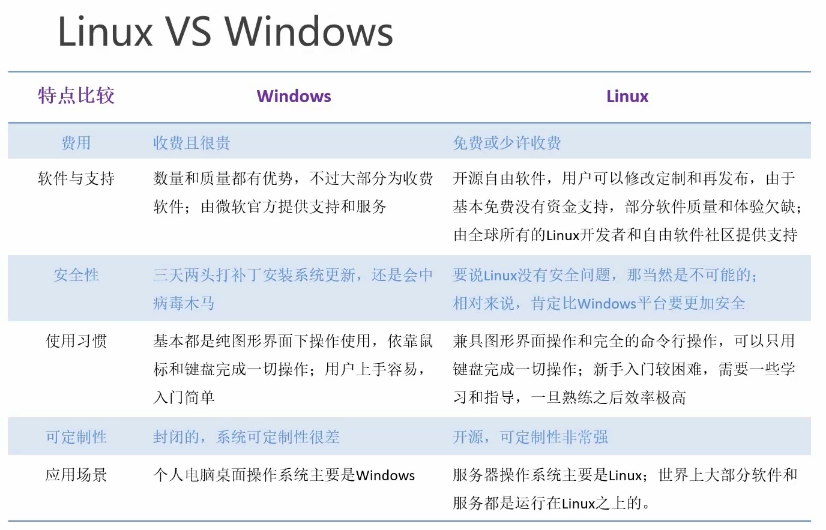 Linux VS Windows
特点比较 Windows Linux
费用 收费且很贵 免费或少许收费
软件与支持 数量和质量都有优势，不过大部分为收费 开源自由软件，用户可以修改定制和再发布，由于
软件；由微软官方提供支持和服务 基本免费没有资金支持，部分软件质量和体验欠缺；
由全球所有的Linux开发者和自由软件社区提供支持
安全性 三天两头打补丁安装系统更新，还是会中 要说Linux没有安全问题，那当然是不可能的；
病毒木马 相对来说，肯定比Windows平台要更加安全
使用习惯 基本都是纯图形界面下操作使用，依靠鼠 兼具图形界面操作和完全的命令行操作，可以只用
标和键盘完成一切操作；用户上手容易， 键盘完成一切操作；新手入门较困难，需要一些学
入门简单 习和指导，一旦熟练之后效率极高
可定制性 封闭的，系统可定制性很差 开源，可定制性非常强
应用场景 个人电脑桌面操作系统主要是Windows 服务器操作系统主要是Linux；世界上大部分软件和
服务都是运行在Linux之上的。